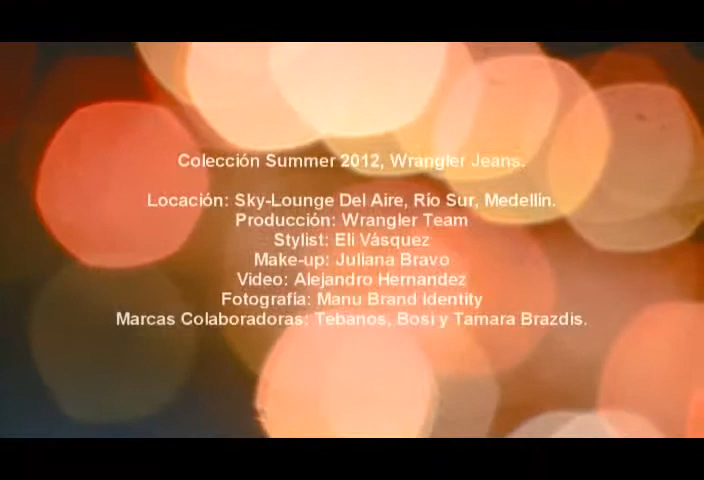 Colección Summer 2012, Wrangler Jeans.
Locación: Sky-Lounge Del Aire, Río Sur, Medellín.
Producción: Wrangler Team
Stylist: Eli Vásquez
Make-up: Juliana Bravo
Video: Alejandro Hernandez
Fotografía: Manu Brand Identity
Marcas Colaboradoras: Tebanos, Bosi y Tamara Brazdis.